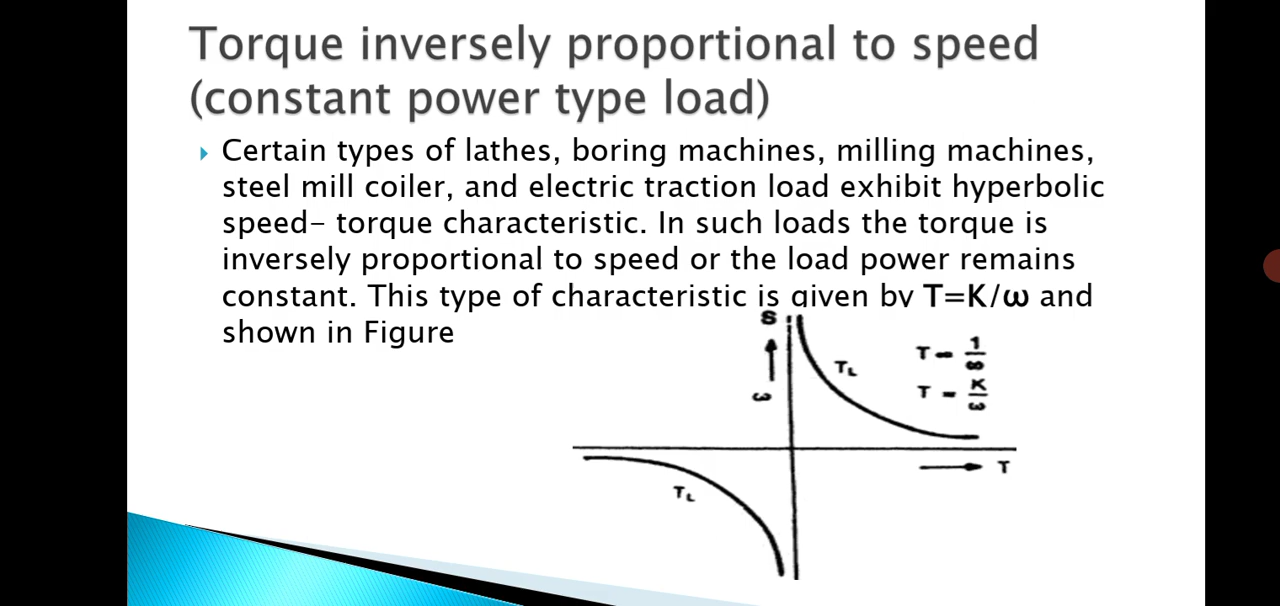 Torque inversely proportional to speed
(constant power type load)
Certain types of lathes, boring machines, milling machines,
steel mill coiler, and electric traction load exhibit hyperbolic
speed– torque characteristic. In such loads the torque is
inversely proportional to speed or the load power remains
constant. This type of characteristic is given by T=K/ω and
shown in Figure
S
ω
TL
T
1
T = K
ω
T
TL